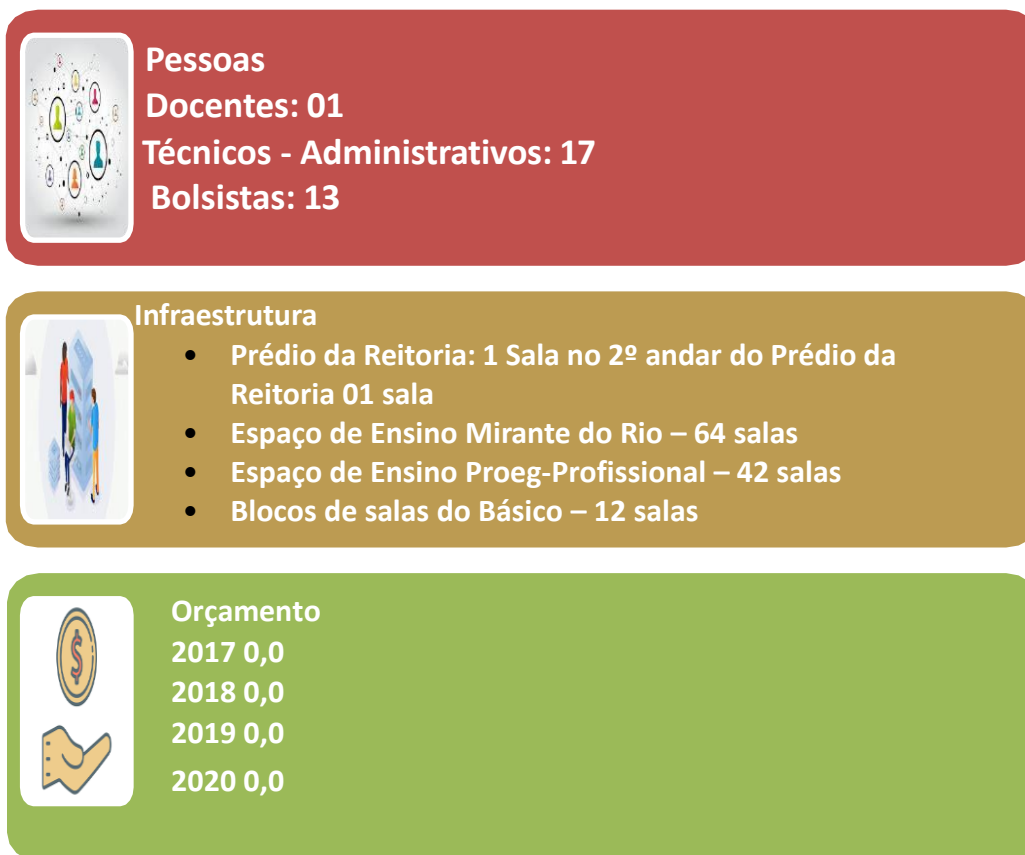 Pessoas
Docentes: 01
Técnicos - Administrativos: 17
Bolsistas: 13
Infraestrutura
• Prédio da Reitoria: 1 Sala no 2º andar do Prédio da
Reitoria 01 sala
• Espaço de Ensino Mirante do Rio – 64 salas
• Espaço de Ensino Proeg-Profissional – 42 salas
• Blocos de salas do Básico – 12 salas
Orçamento
2017 0,0
2018 0,0
2019 0,0
2020 0,0